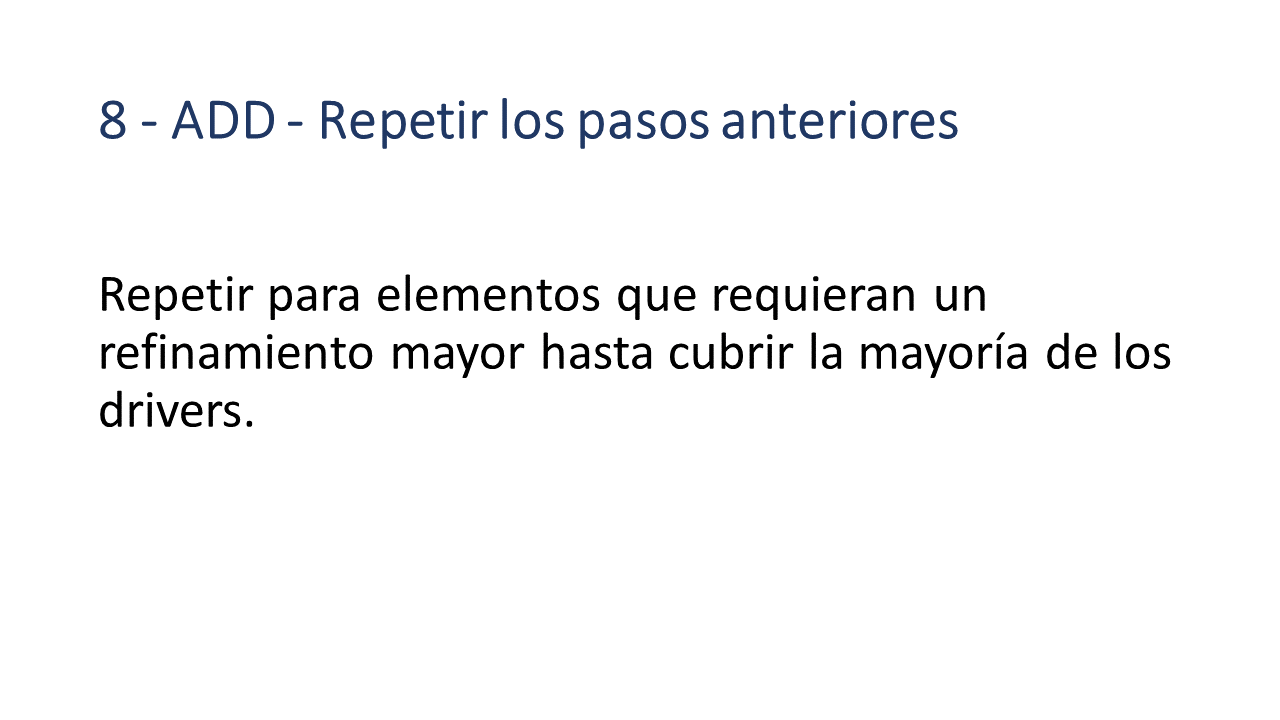 8 - ADD - Repetir los pasos anteriores
Repetir para elementos que requieran un
refinamiento mayor hasta cubrir la mayoría de los
drivers.